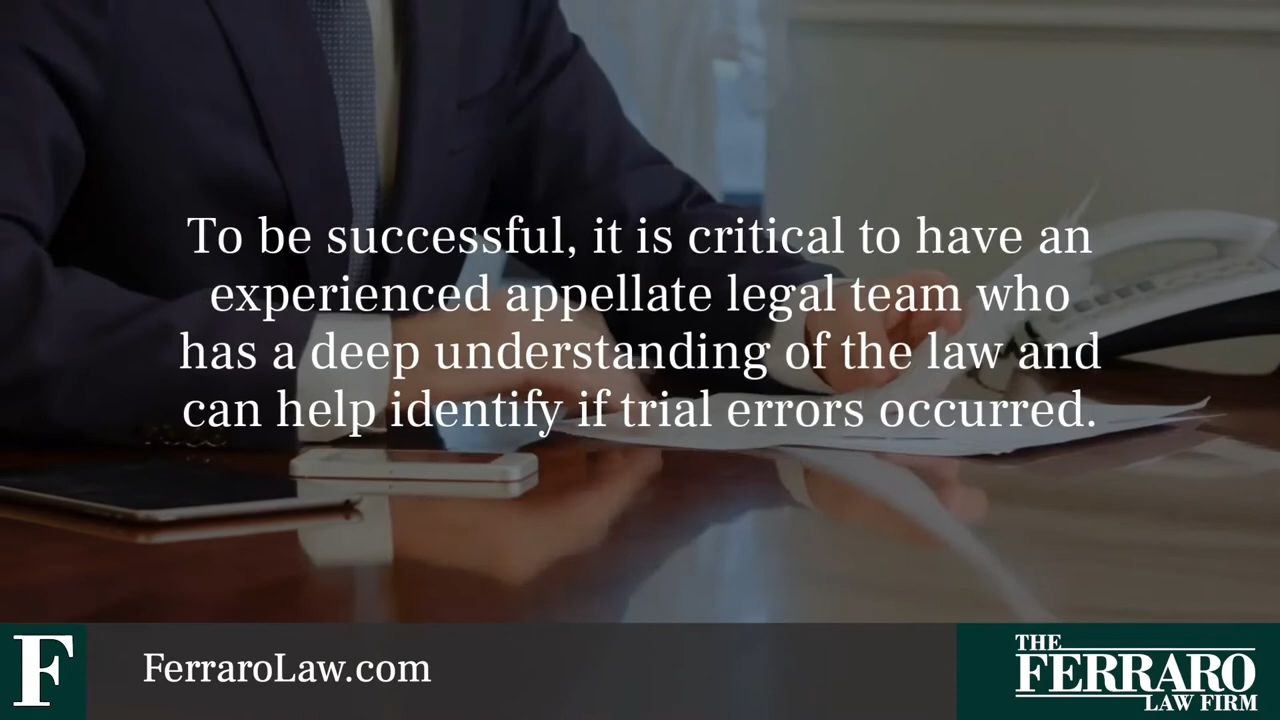 To be successful, it is critical to have an
experienced appellate legal team who
has a deep understanding of the law and
can help identify if trial errors occurred.
F
FerraroLaw.com
THE
FERRARO
LAW FIRM